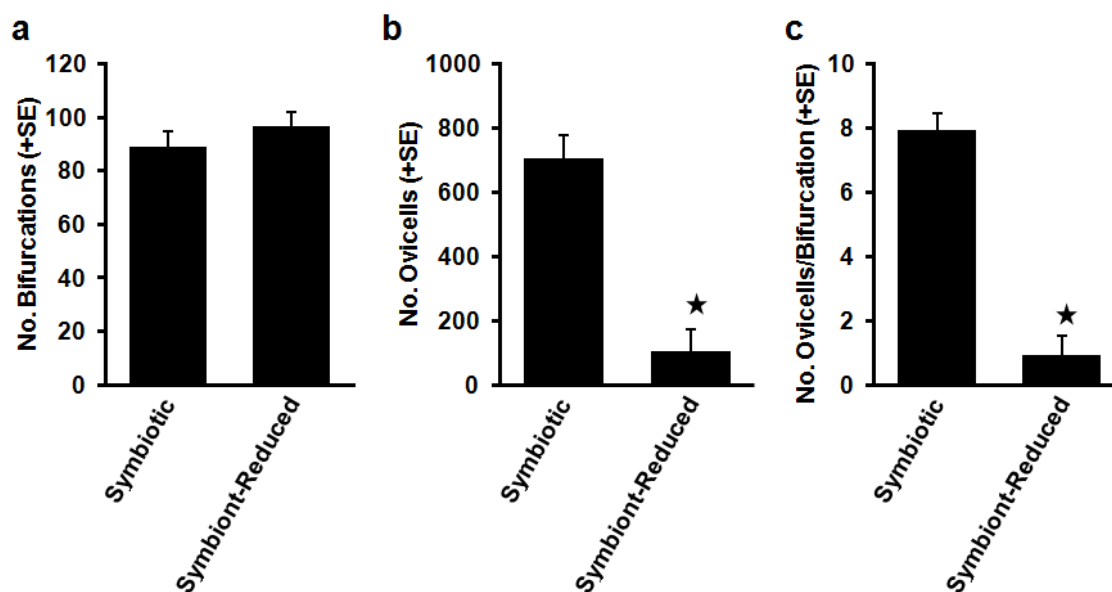 a
No. Bifurcations (+SE)
120
100
80
60
40
20
0
Symbiotic
Symbiont-Reduced
b
No. Ovicells (+SE)
1000
800
600
400
200
0
Symbiotic
Symbiont-Reduced
c
No. Ovicells/Bifurcation (+SE)
10
8
6
4
2
0
Symbiotic
Symbiont-Reduced